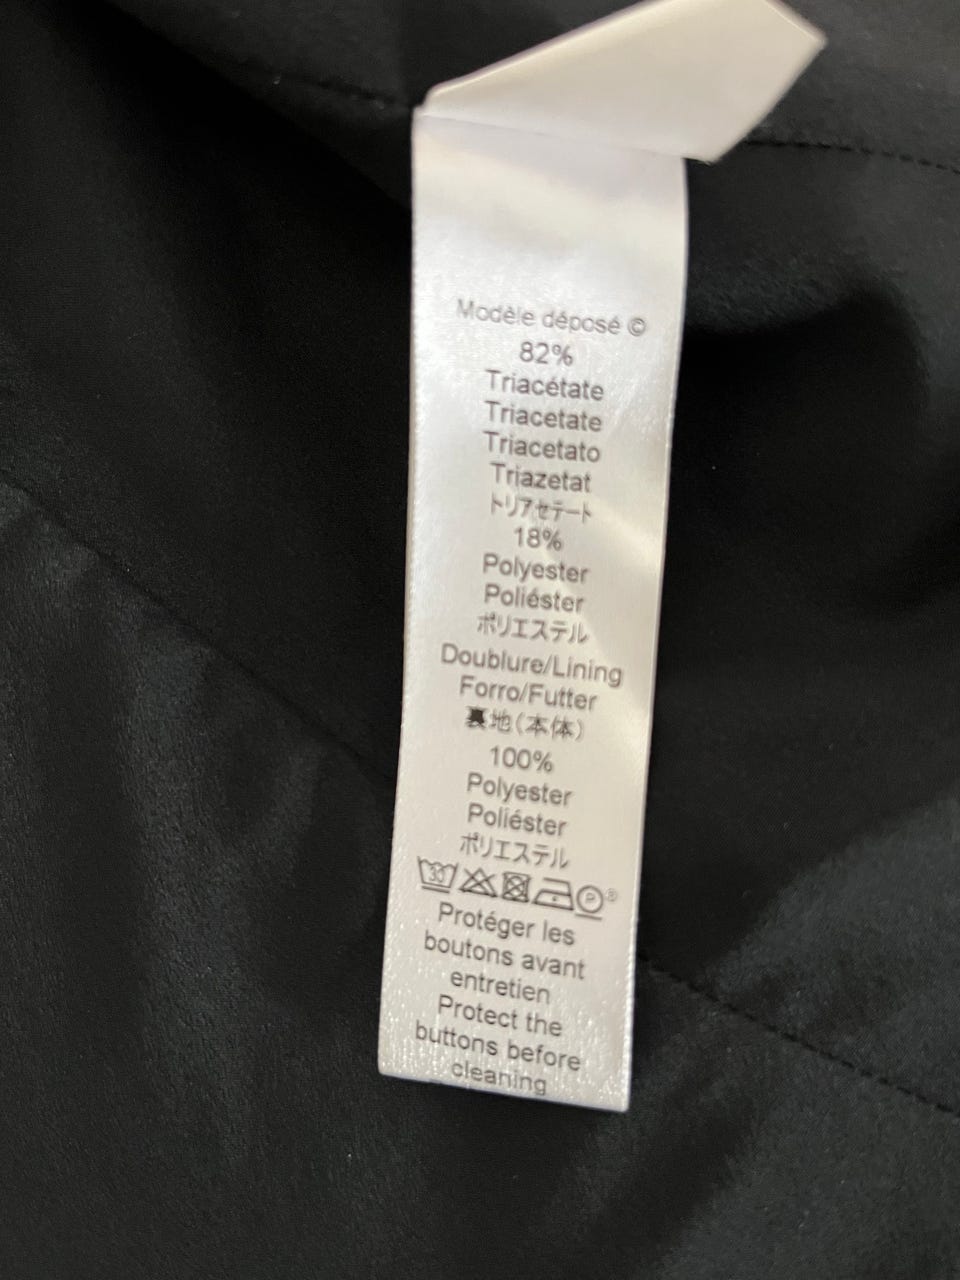 Modèle déposé ©
82%
Triacétate
Triacetate
Triacetato
Triazetat
トリアセテート
18%
Polyester
Poliéster
ポリエステル
Doublure/Lining
Forro/Futter
裏地(本体)
100%
Polyester
Poliéster
ポリエステル
30 P ®
Protéger les
boutons avant
entretien
Protect the
buttons before
cleaning